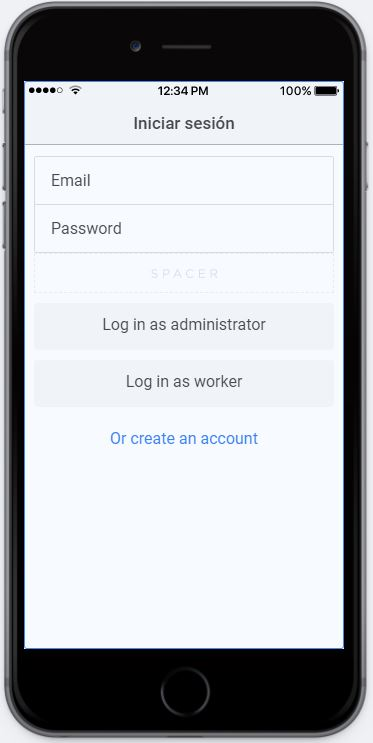 12:34 PM 100%
Iniciar sesión
Email
Password
SPACER
Log in as administrator
Log in as worker
Or create an account